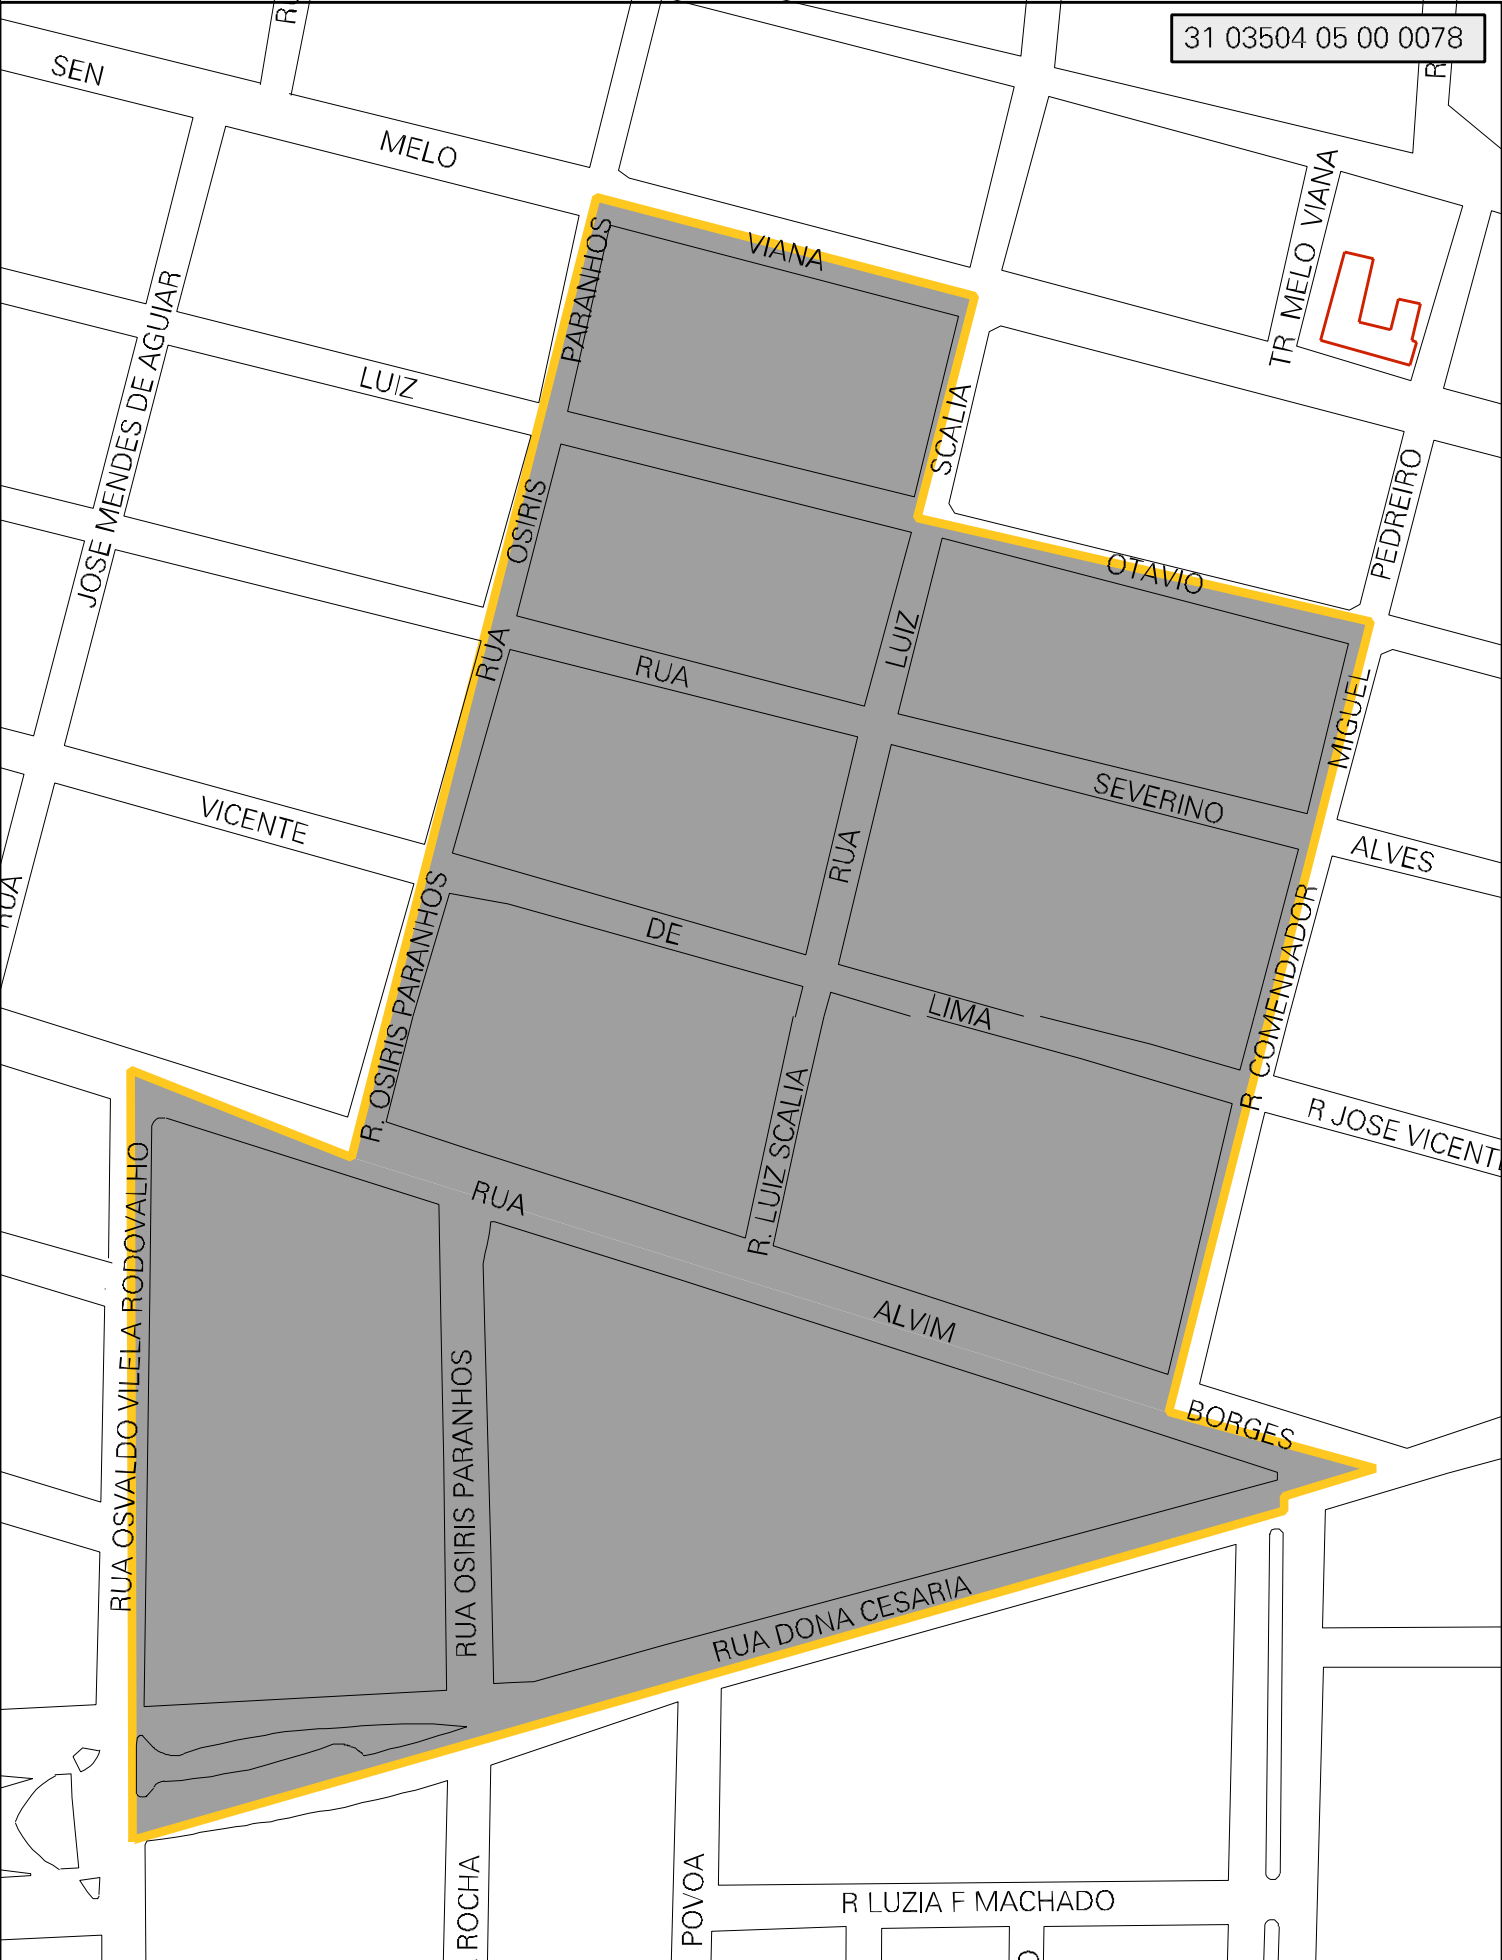 31 03504 05 00 0078
SEN
MELO
VIANA
TR MELO VIANA
PARANHOS
JOSE MENDES DE AGUIAR
LUIZ
SCALIA
PEDREIRO
OSIRIS
OTAVIO
RUA
RUA
LUIZ
MIGUEL
SEVERINO
VICENTE
RUA
ALVES
RUA
R. OSIRIS PARANHOS
DE
LIMA
R COMENDADOR
R JOSE VICENT
R. LUIZ SCALIA
RUA
RUA OSVALDO VILELA RODOVALHO
ALVIM
BORGES
RUA OSIRIS PARANHOS
RUA DONA CESARIA
ROCHA
POVOA
R LUZIA F MACHADO